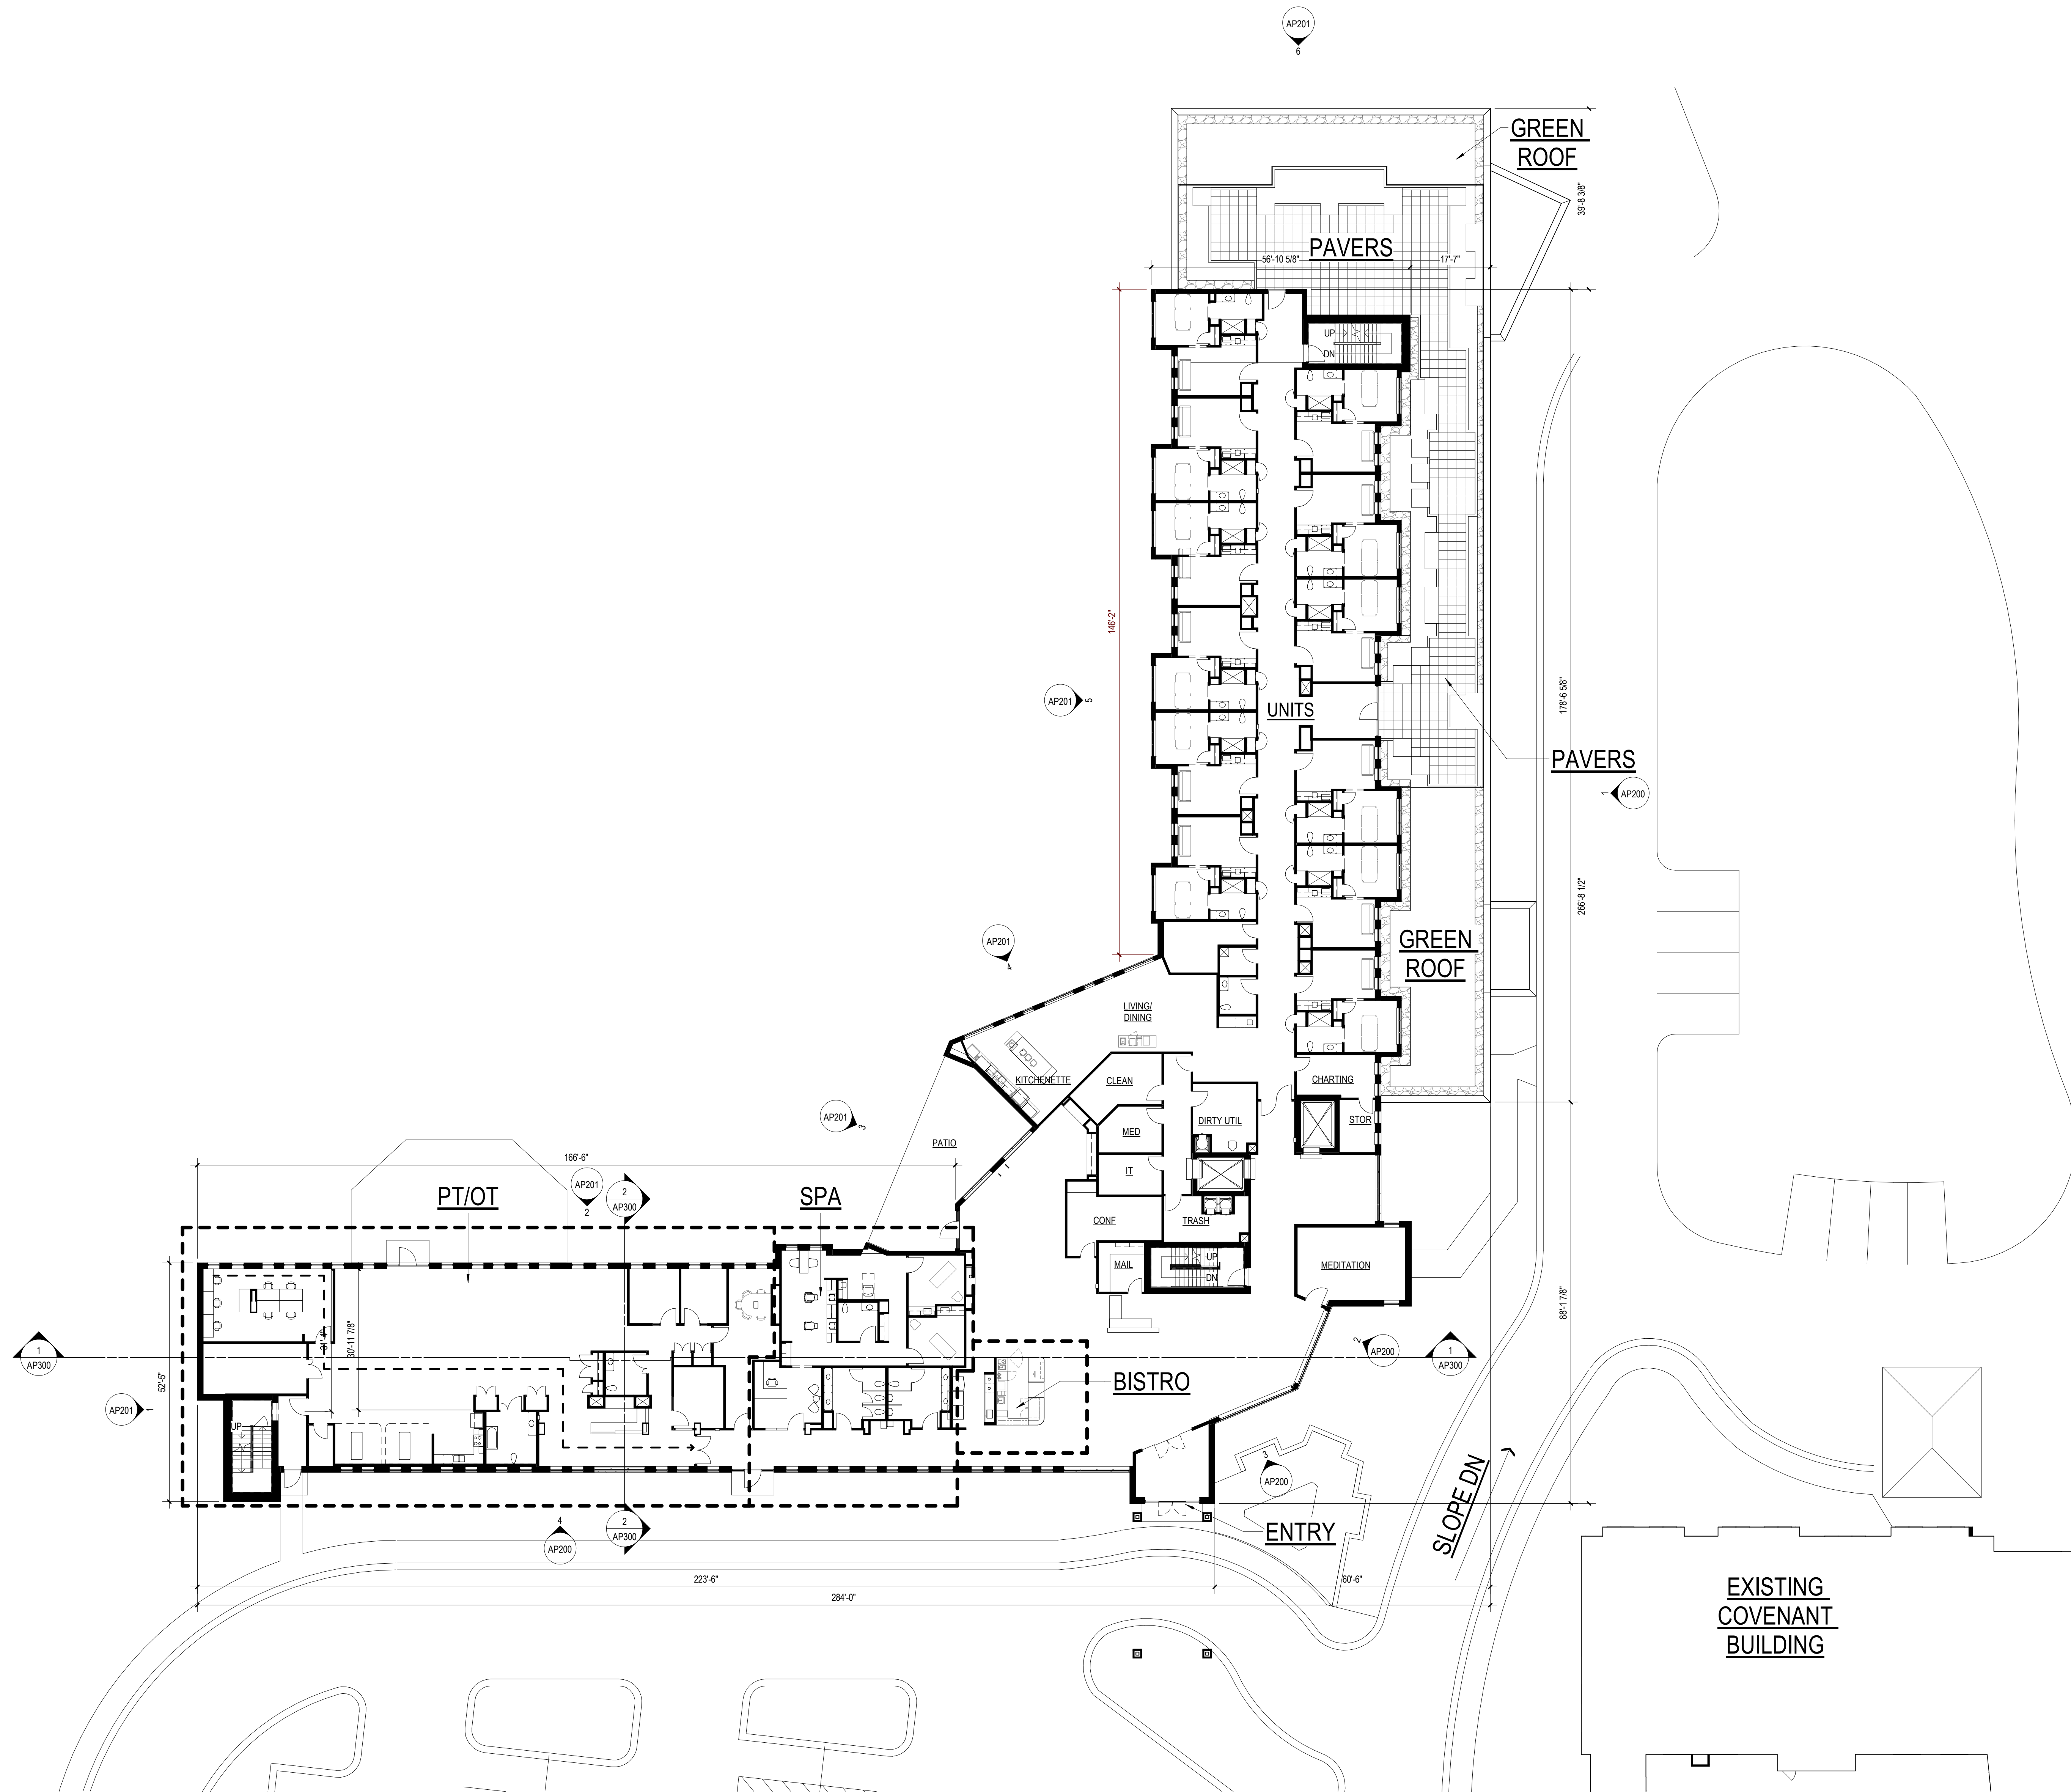 AP201
6
GREEN
ROOF
39'-8 3/8"
PAVERS
56'-10 5/8"
17'-7"
UP
DN
146'-2"
178'-6 5/8"
AP201
5
UNITS
PAVERS
1
AP200
266'-8 1/2"
AP201
4
GREEN
ROOF
LIVING/
DINING
KITCHENETTE
CLEAN
CHARTING
AP201
3
STOR
DIRTY UTIL
MED
PATIO
166'-6"
IT
AP201
2
2
AP300
PT/OT
SPA
CONF
TRASH
UP
DN
MAIL
MEDITATION
88'-1 7/8"
30'-11 7/8"
1
AP300
2
AP200
1
AP300
52'-5"
BISTRO
AP201
1
UP
3
AP200
SLOPE DN
4
AP200
2
AP300
ENTRY
223'-6"
60'-6"
284'-0"
EXISTING
COVENANT
BUILDING